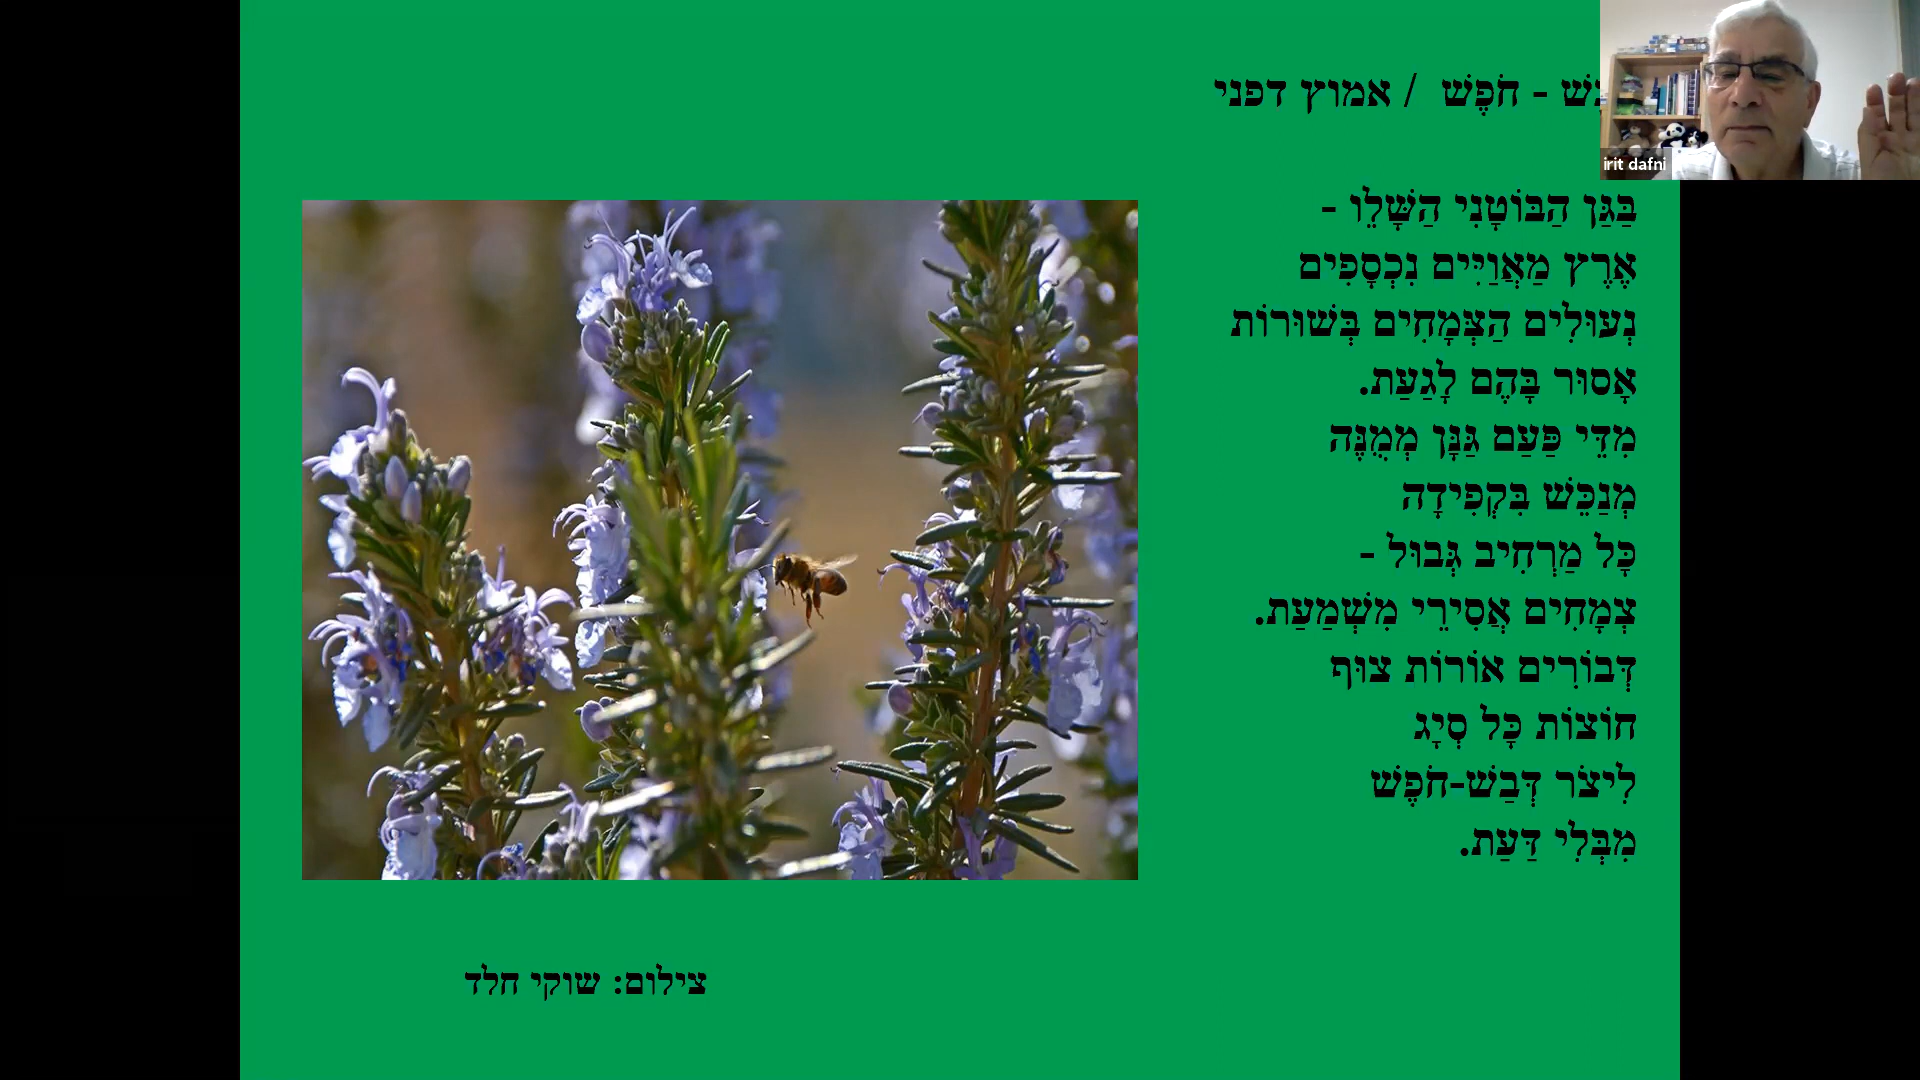 - חֹפֶשׁ / אמוץ דפני
irit dafni
בַּגַּן הַבּוֹטָנִי הַשָּׁלֵו -
אֶרֶץ מַאֲוַיִּים נִכְסָפִים
נְעוּלִים הַצְּמָחִים בְּשׁוּרוֹת
אָסוּר בָּהֶם לָגַעַת.
מִדֵּי פַּעַם גַּנָּן מְמֻנֶּה
מְנַכֵּשׁ בִּקְפִידָה
כָּל מַרְחִיב גְּבוּל -
צְמָחִים אֲסִירֵי מִשְׁמַעַת.
דְּבוֹרִים אוֹרוֹת צוּף
חוֹצוֹת כָּל סְיָג
לִיצֹר דְּבַשׁ-חֹפֶשׁ
מִבְּלִי דַּעַת.
צילום: שוקי חלד